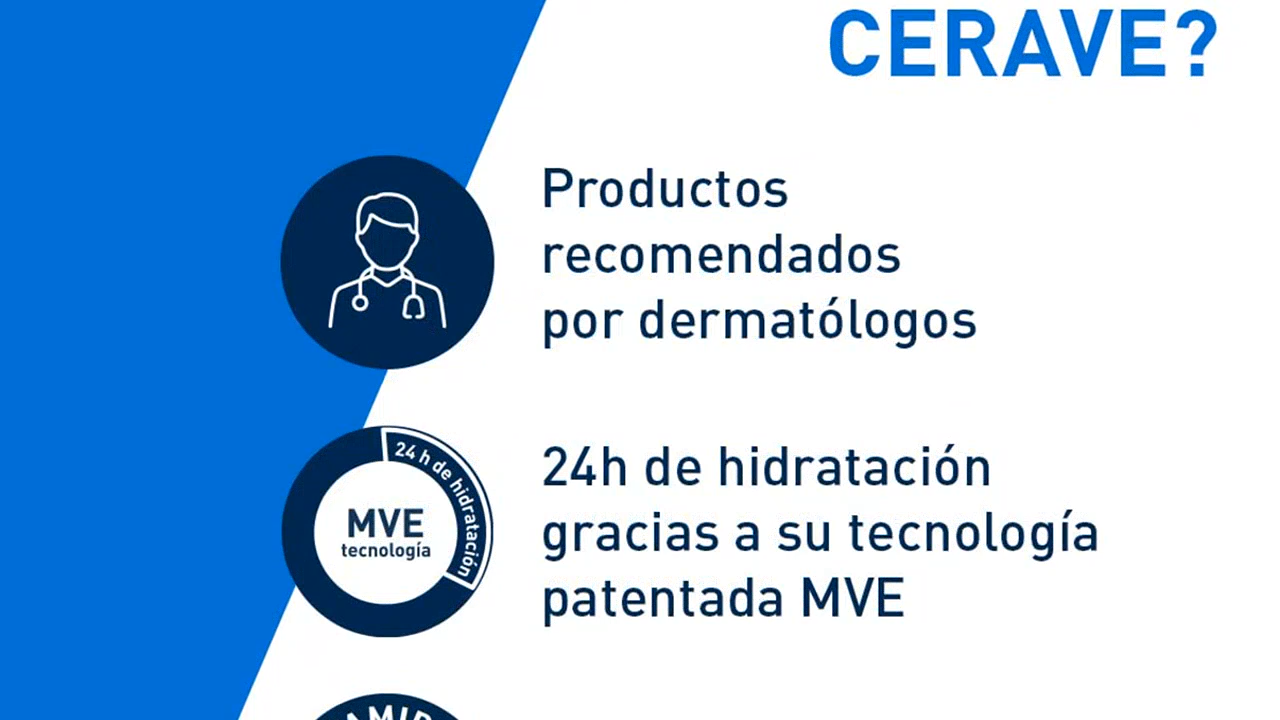 CERAVE?
Productos
recomendados
por dermatólogos
24 h de hidratación
MVE
tecnología
24h de hidratación
gracias a su tecnología
patentada MVE